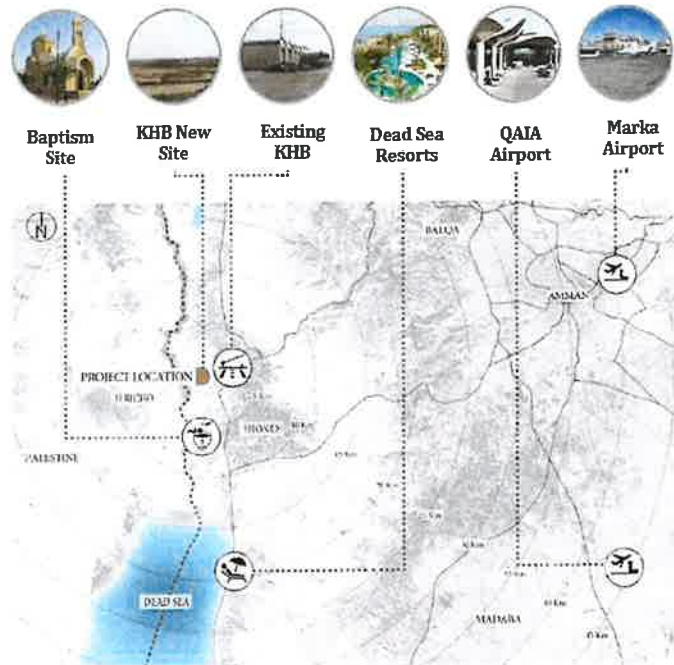 Baptism
Site
KHB New
Site
Existing
KHB
Dead Sea
Resorts
QAIA
Airport
Marka
Airport
N
BALQA
AMMAN
PROJECT LOCATION
JERICHO
PALESTINE
DEAD SEA
MADABA